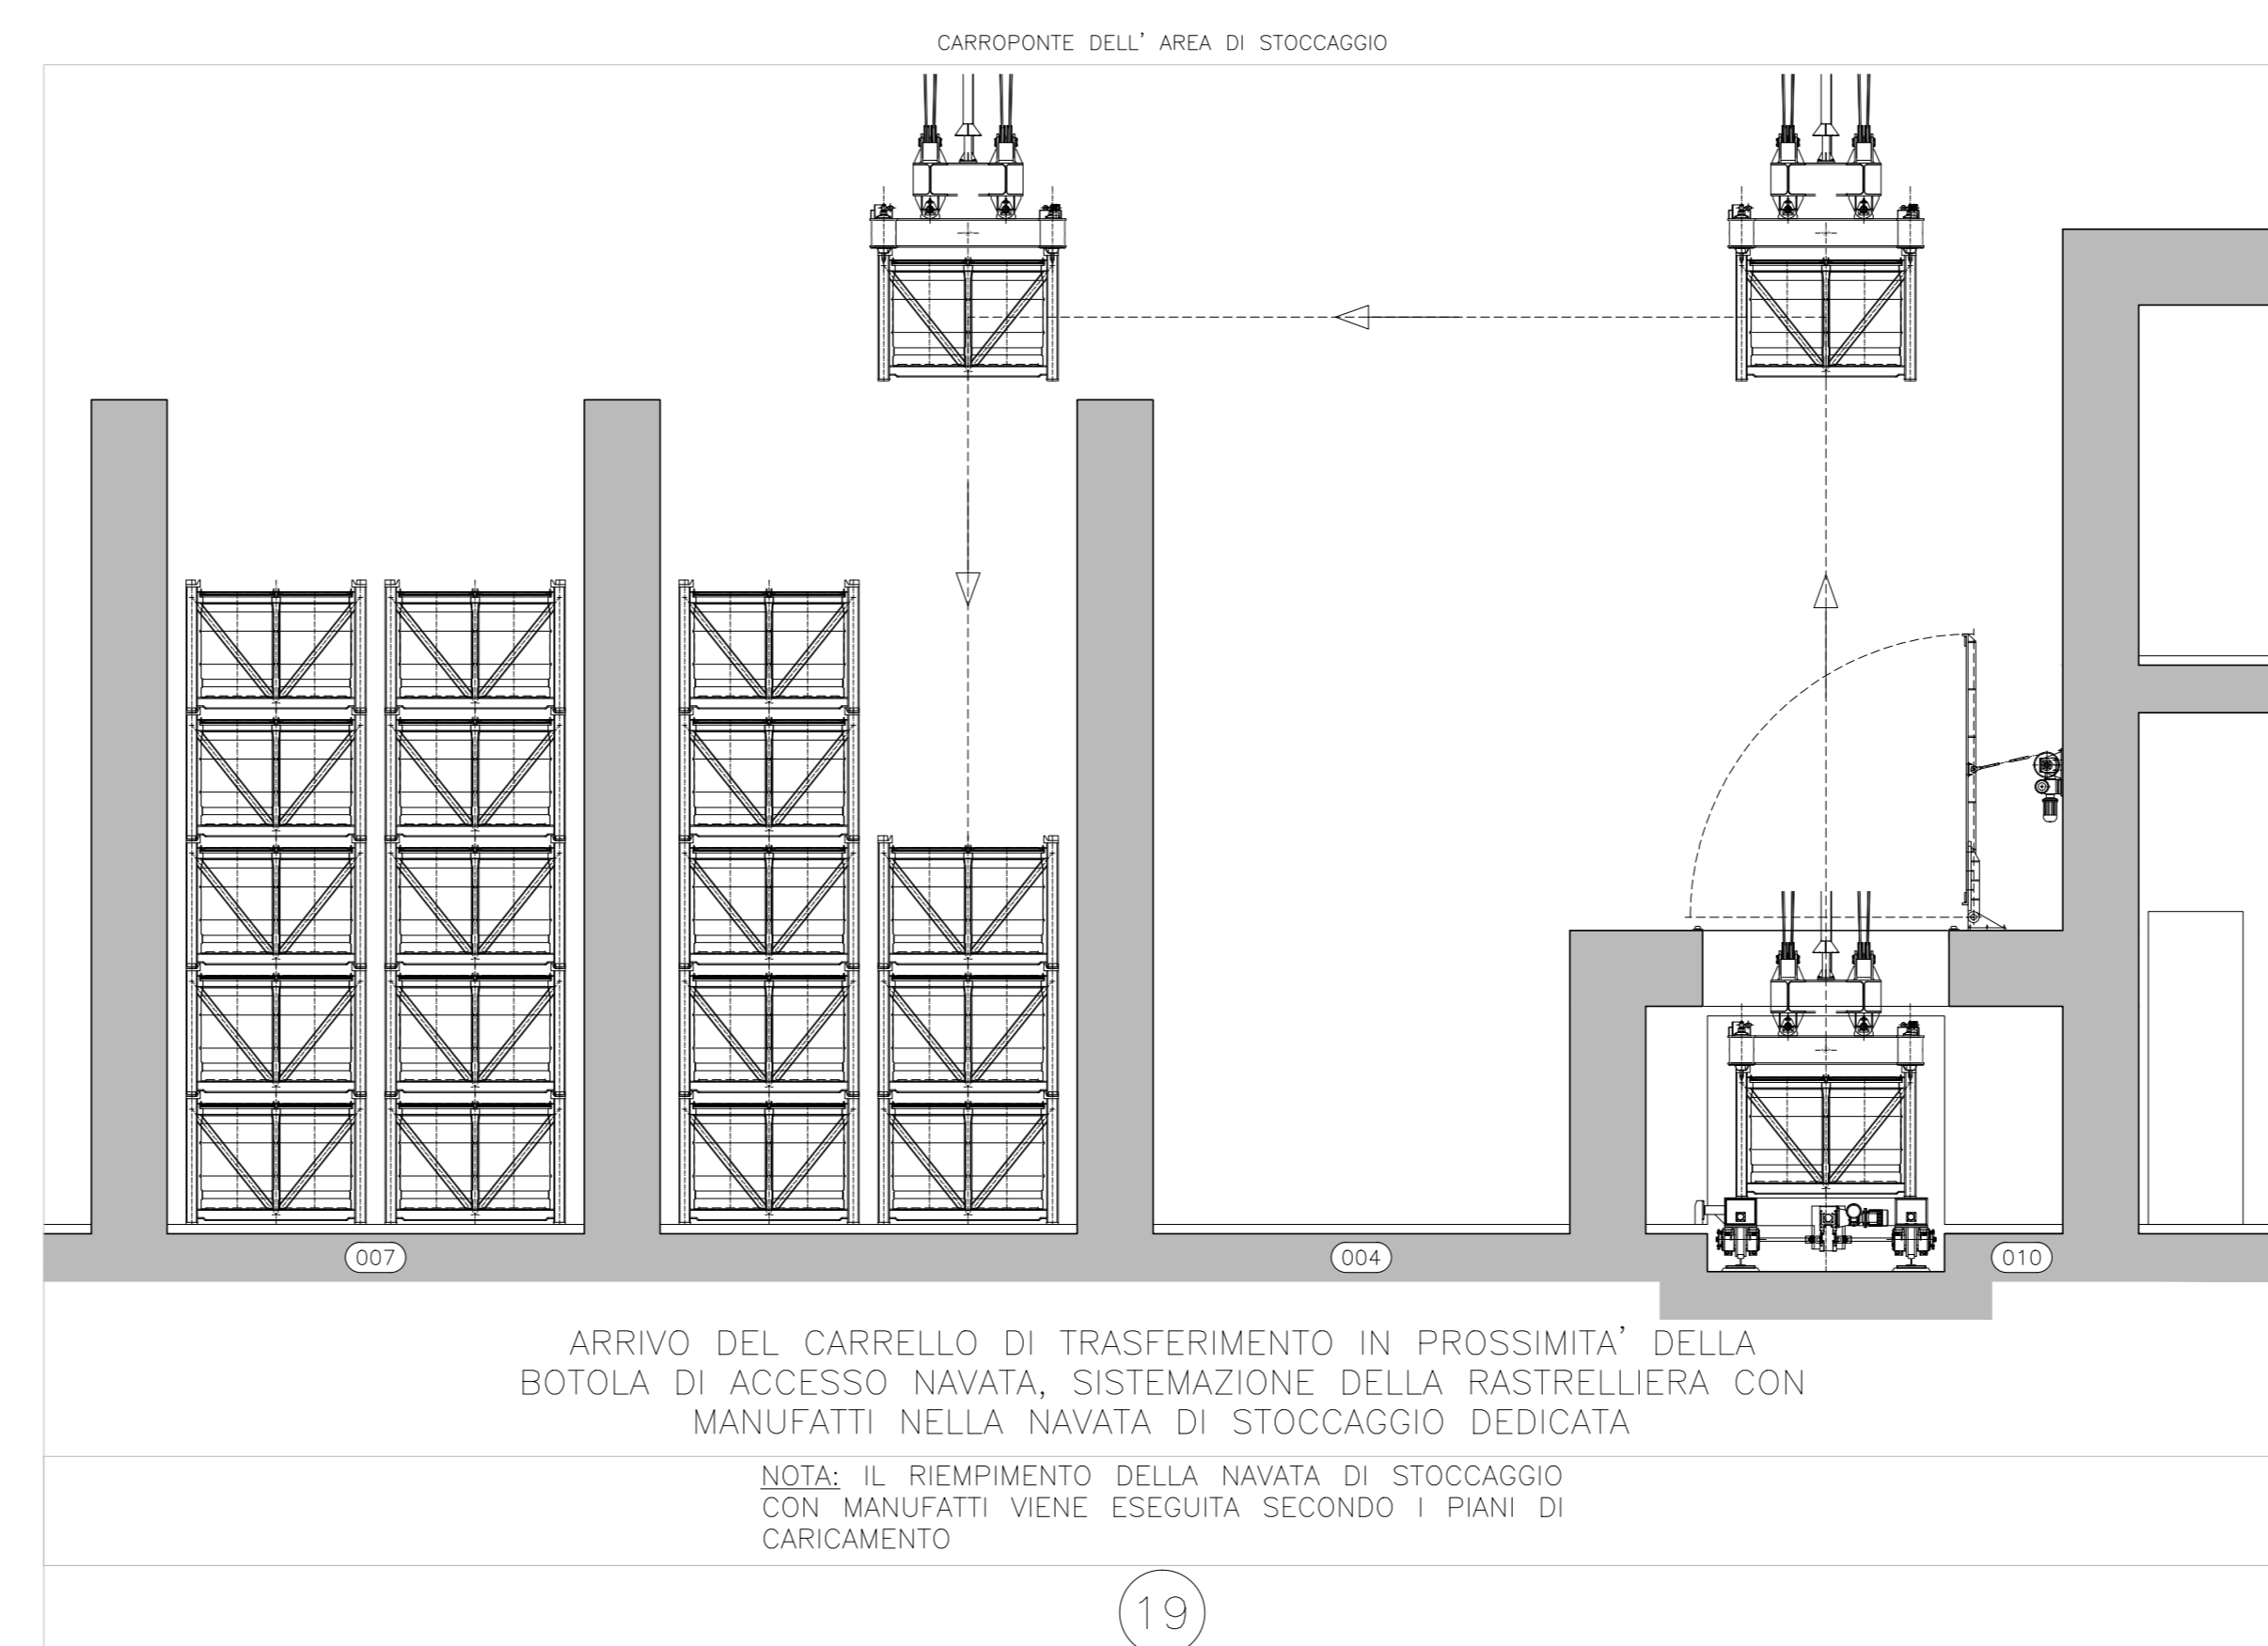 CARROPONTE DELL' AREA DI STOCCAGGIO
007
004
010
ARRIVO DEL CARRELLO DI TRASFERIMENTO IN PROSSIMITA' DELLA
BOTOLA DI ACCESSO NAVATA, SISTEMAZIONE DELLA RASTRELLIERA CON
MANUFATTI NELLA NAVATA DI STOCCAGGIO DEDICATA
NOTA: IL RIEMPIMENTO DELLA NAVATA DI STOCCAGGIO
CON MANUFATTI VIENE ESEGUITA SECONDO I PIANI DI
CARICAMENTO
19